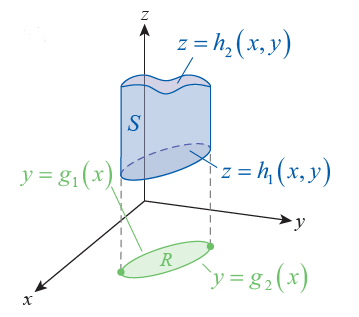 z
z = h₂(x, y)
S
y = g₁(x)
z = h₁(x, y)
y
R
y = g₂(x)
x